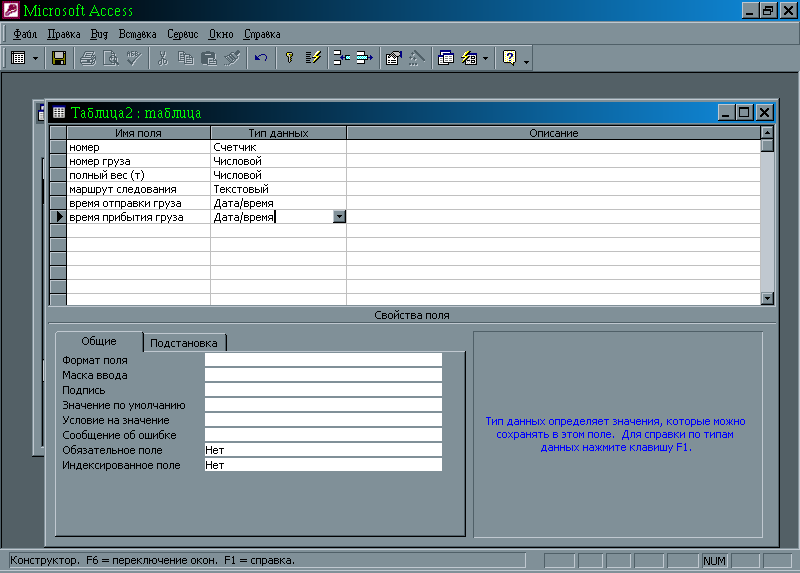 Microsoft Access
Файл Правка Вид Вставка Сервис Окно Справка
Таблица2 : таблица
Имя поля Тип данных Описание
номер Счетчик
номер груза Числовой
полный вес (т) Числовой
маршрут следования Текстовый
время отправки груза Дата/время
время прибытия груза Дата/время
Свойства поля
Общие Подстановка
Формат поля
Маска ввода
Подпись
Значение по умолчанию
Условие на значение
Сообщение об ошибке
Обязательное поле Нет
Индексированное поле Нет
Тип данных определяет значения, которые можно
сохранять в этом поле. Для справки по типам
данных нажмите клавишу F1.
Конструктор. F6 = переключение окон. F1 = справка. NUM